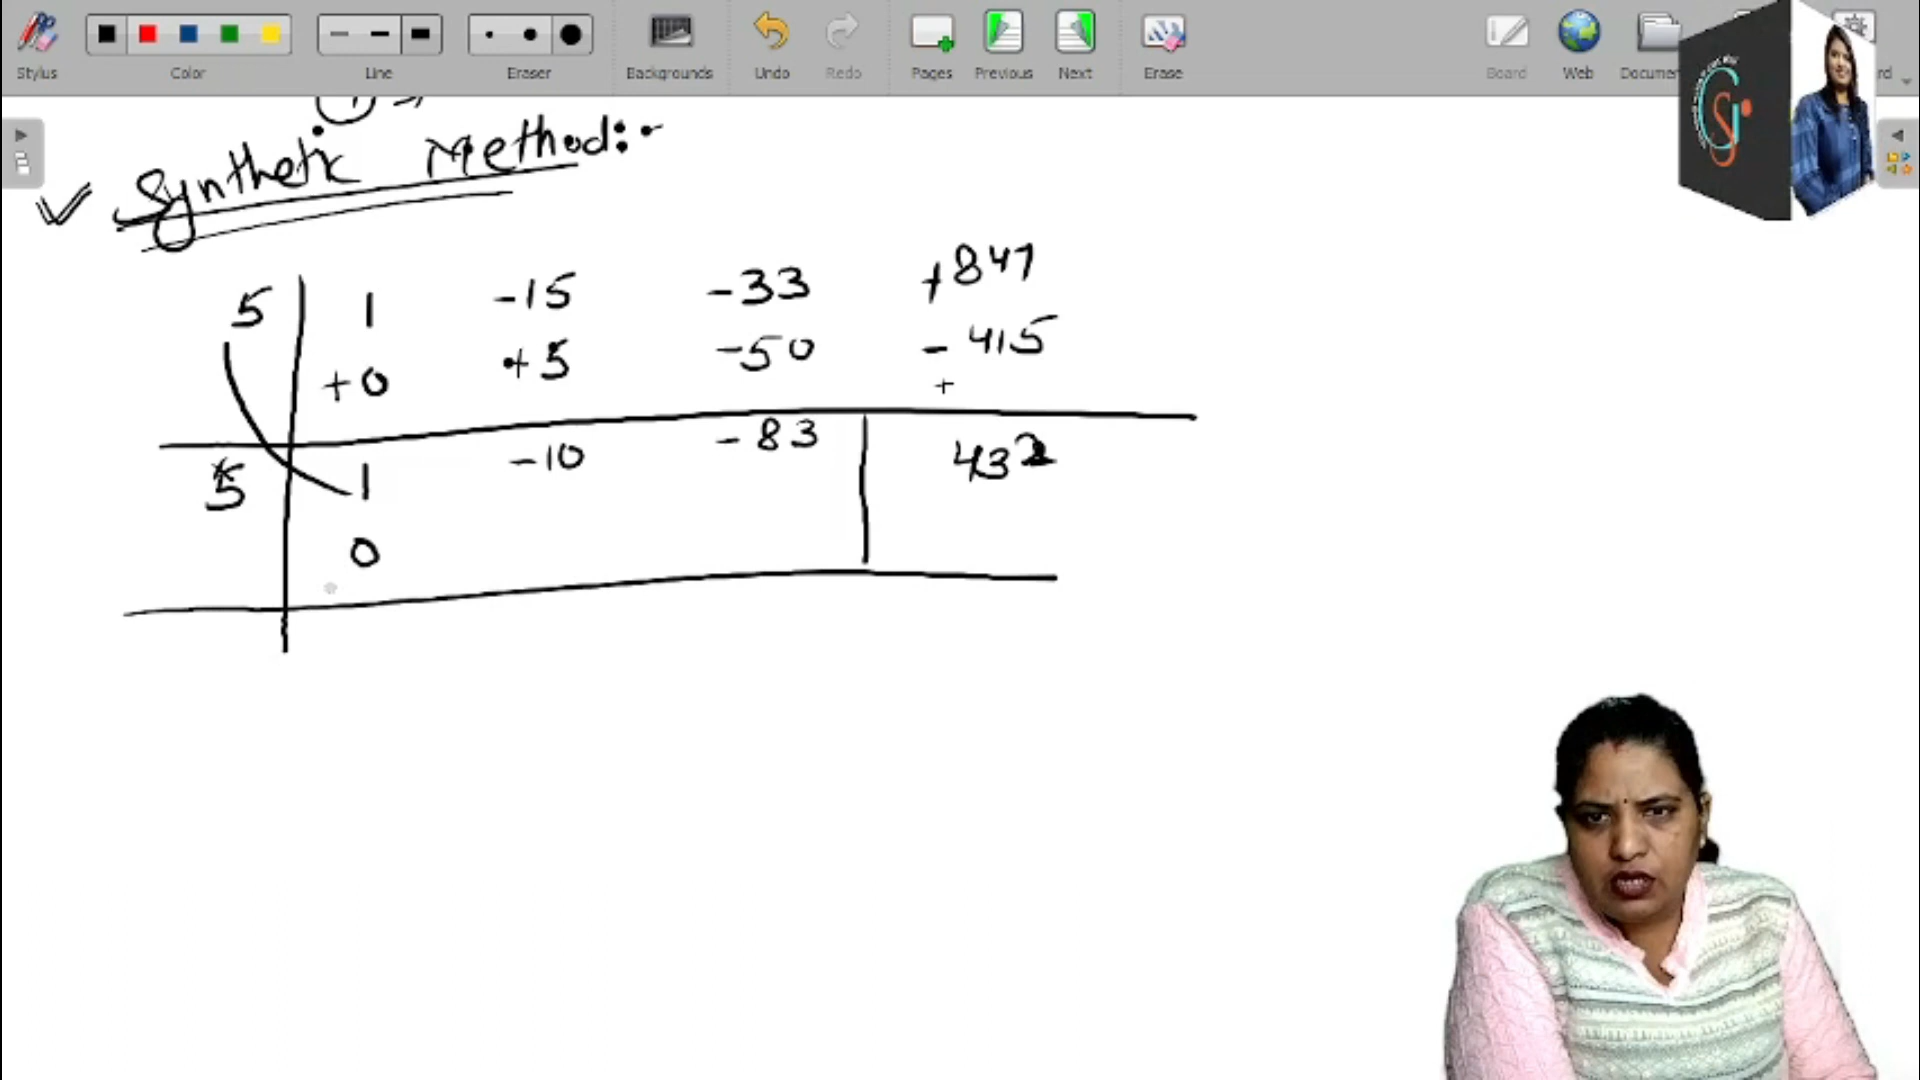 Stylus Color Line Eraser Backgrounds Undo Redo Pages Previous Next Erase Board Web
Synthetic Method:-
5 1 -15 -33 +847
+0 +5 -50 -415
+
5 1 -10 -83 432
0